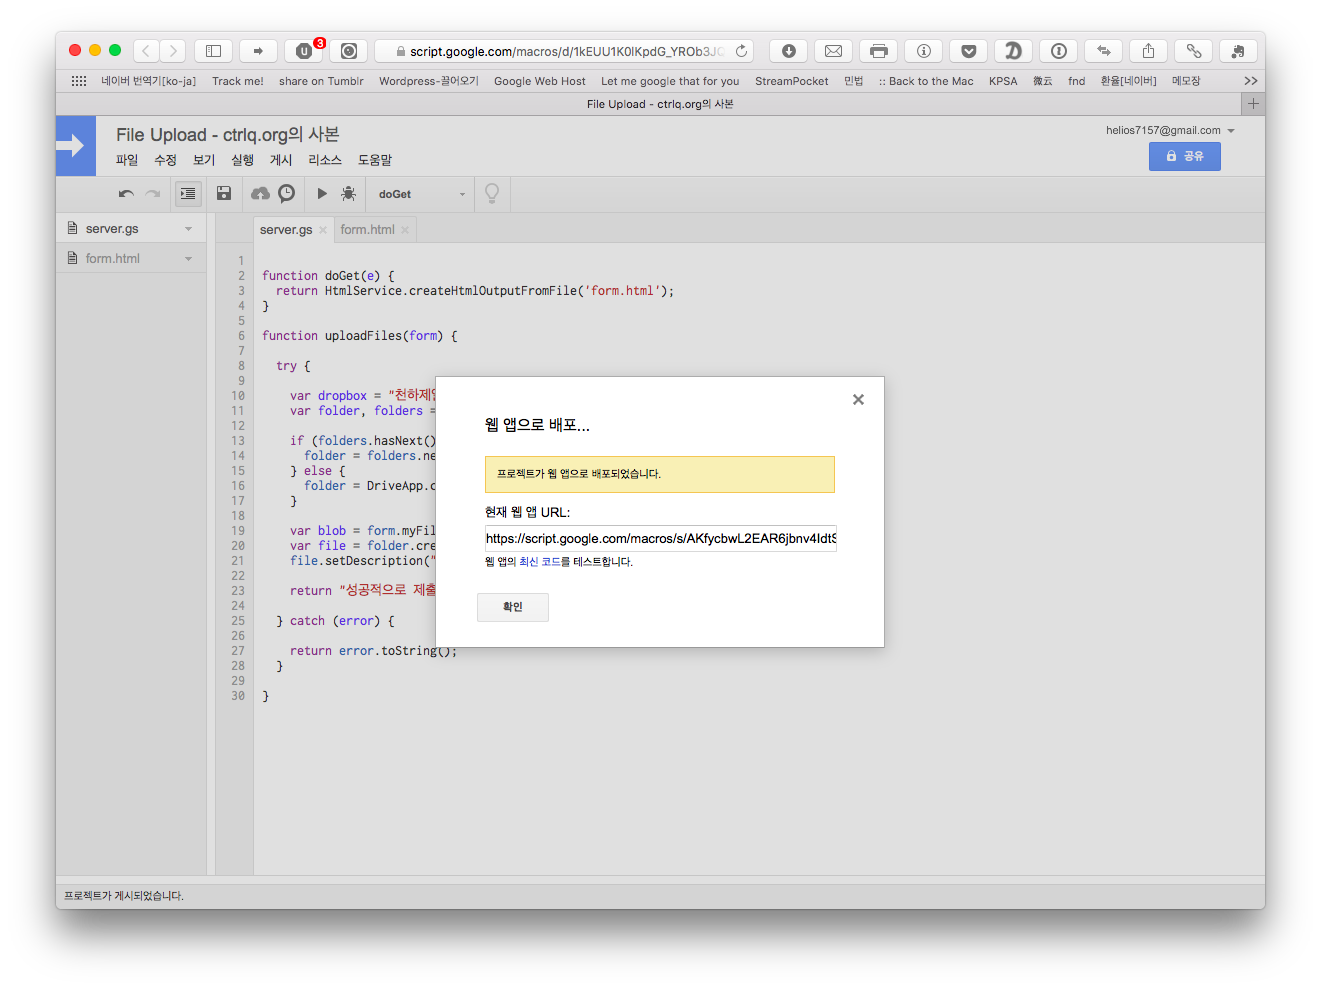 3
script.google.com/macros/d/1kEUU1K0lKpdG_YROb3JC
네이버 번역기[ko-ja] Track me! share on Tumblr Wordpress-끌어오기 Google Web Host Let me google that for you StreamPocket 민법 :: Back to the Mac KPSA 微云 fnd 환율[네이버] 메모장 >>
File Upload - ctrlq.org의 사본
File Upload - ctrlq.org의 사본
helios7157@gmail.com
파일 수정 보기 실행 게시 리소스 도움말
공유
doGet
server.gs
form.html
server.gs form.html
1
2 function doGet(e) {
3 return HtmlService.createHtmlOutputFromFile('form.html');
4 }
5
6 function uploadFiles(form) {
7
8 try {
9
10 var dropbox = "천하제일
11 var folder, folders =
12
13 if (folders.hasNext()
14 folder = folders.ne
15 } else {
16 folder = DriveApp.c
17 }
18
19 var blob = form.myFil
20 var file = folder.cre
21 file.setDescription("
22
23 return "성공적으로 제출
24
25 } catch (error) {
26
27 return error.toString();
28 }
29
30 }
웹 앱으로 배포...
프로젝트가 웹 앱으로 배포되었습니다.
현재 웹 앱 URL:
https://script.google.com/macros/s/AKfycbwL2EAR6jbnv4IdtS
웹 앱의 최신 코드를 테스트합니다.
확인
프로젝트가 게시되었습니다.